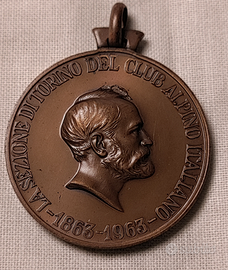 LA SEZIONE DI TORINO DEL CLUB ALPINO ITALIANO
-1863-1963-